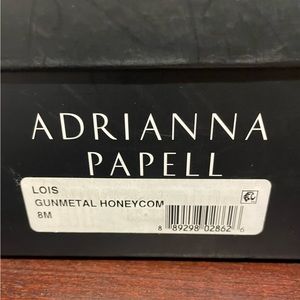 ADRIANNA
PAPELL
LOIS
GUNMETAL HONEYCOM
8M
8 89298 02862 6